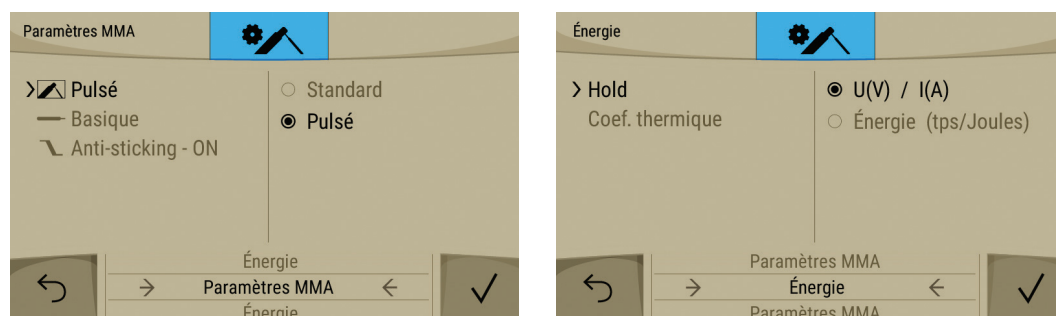 Paramètres MMA
Pulsé
Basique
Anti-sticking - ON
Standard
Pulsé
Énergie
Paramètres MMA
Énergie
Énergie
Hold
Coef. thermique
U(V) / I(A)
Énergie (tps/Joules)
Paramètres MMA
Énergie
Paramètres MMA